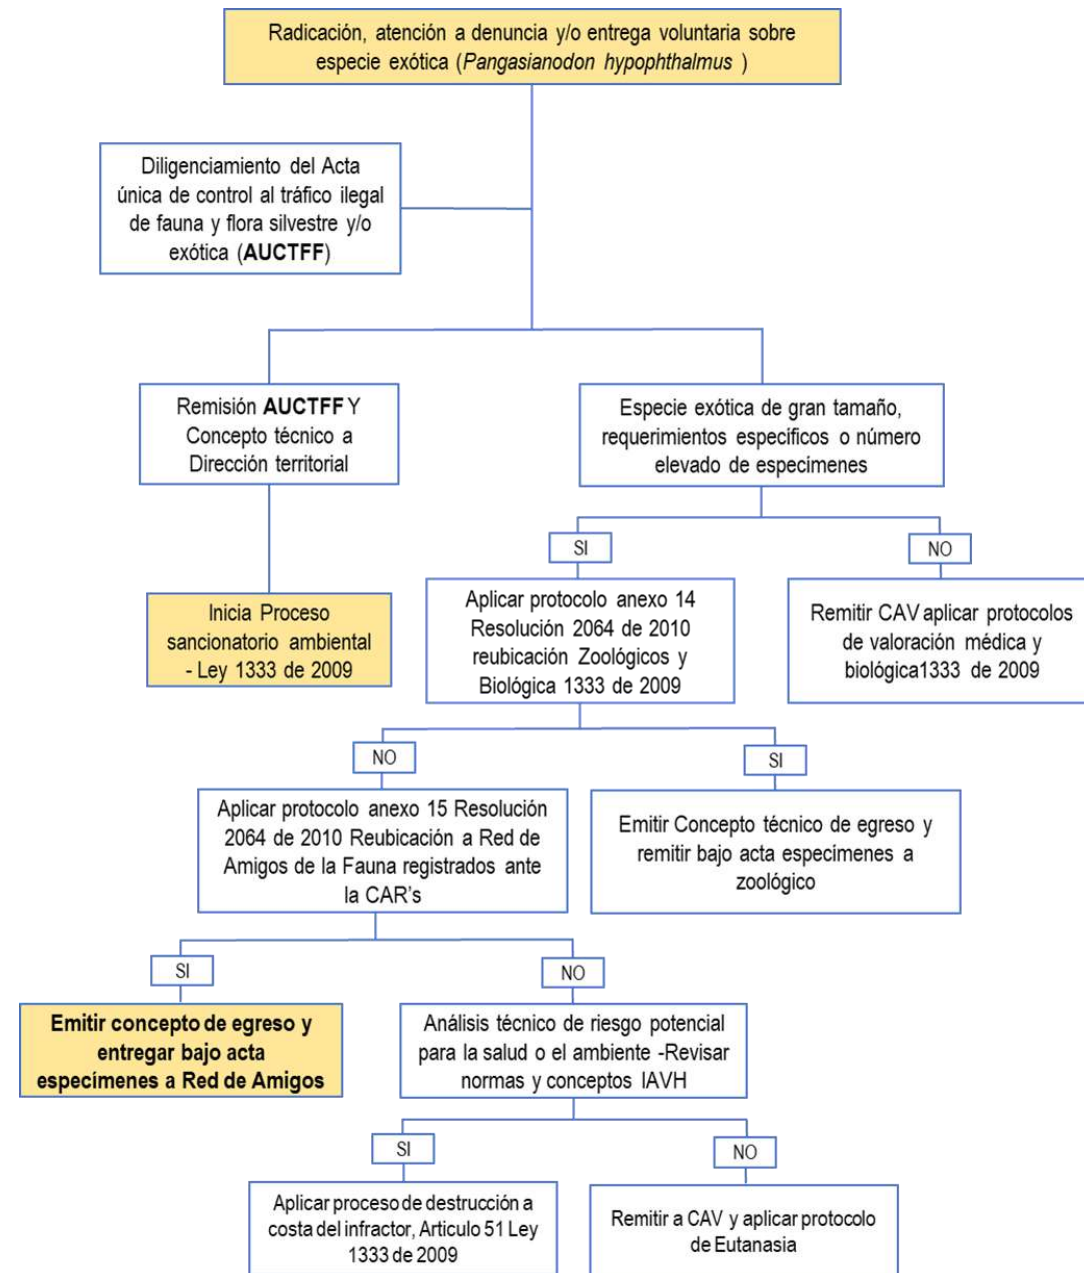 Radicación, atención a denuncia y/o entrega voluntaria sobre
especie exótica (Pangasianodon hypophthalmus )
Diligenciamiento del Acta
única de control al tráfico ilegal
de fauna y flora silvestre y/o
exótica (AUCTFF)
Remisión AUCTFF Y
Concepto técnico a
Dirección territorial
Especie exótica de gran tamaño,
requerimientos específicos o número
elevado de especímenes
SI
NO
Inicia Proceso
sancionatorio ambiental
- Ley 1333 de 2009
Aplicar protocolo anexo 14
Resolución 2064 de 2010
reubicación Zoológicos y
Biológica 1333 de 2009
Remitir CAV aplicar protocolos
de valoración médica y
biológica1333 de 2009
NO
SI
Aplicar protocolo anexo 15 Resolución
2064 de 2010 Reubicación a Red de
Amigos de la Fauna registrados ante
la CAR's
Emitir Concepto técnico de egreso y
remitir bajo acta especímenes a
zoológico
SI
NO
Emitir concepto de egreso y
entregar bajo acta
especímenes a Red de Amigos
Análisis técnico de riesgo potencial
para la salud o el ambiente -Revisar
normas y conceptos IAVH
SI
NO
Aplicar proceso de destrucción a
costa del infractor, Articulo 51 Ley
1333 de 2009
Remitir a CAV y aplicar protocolo
de Eutanasia